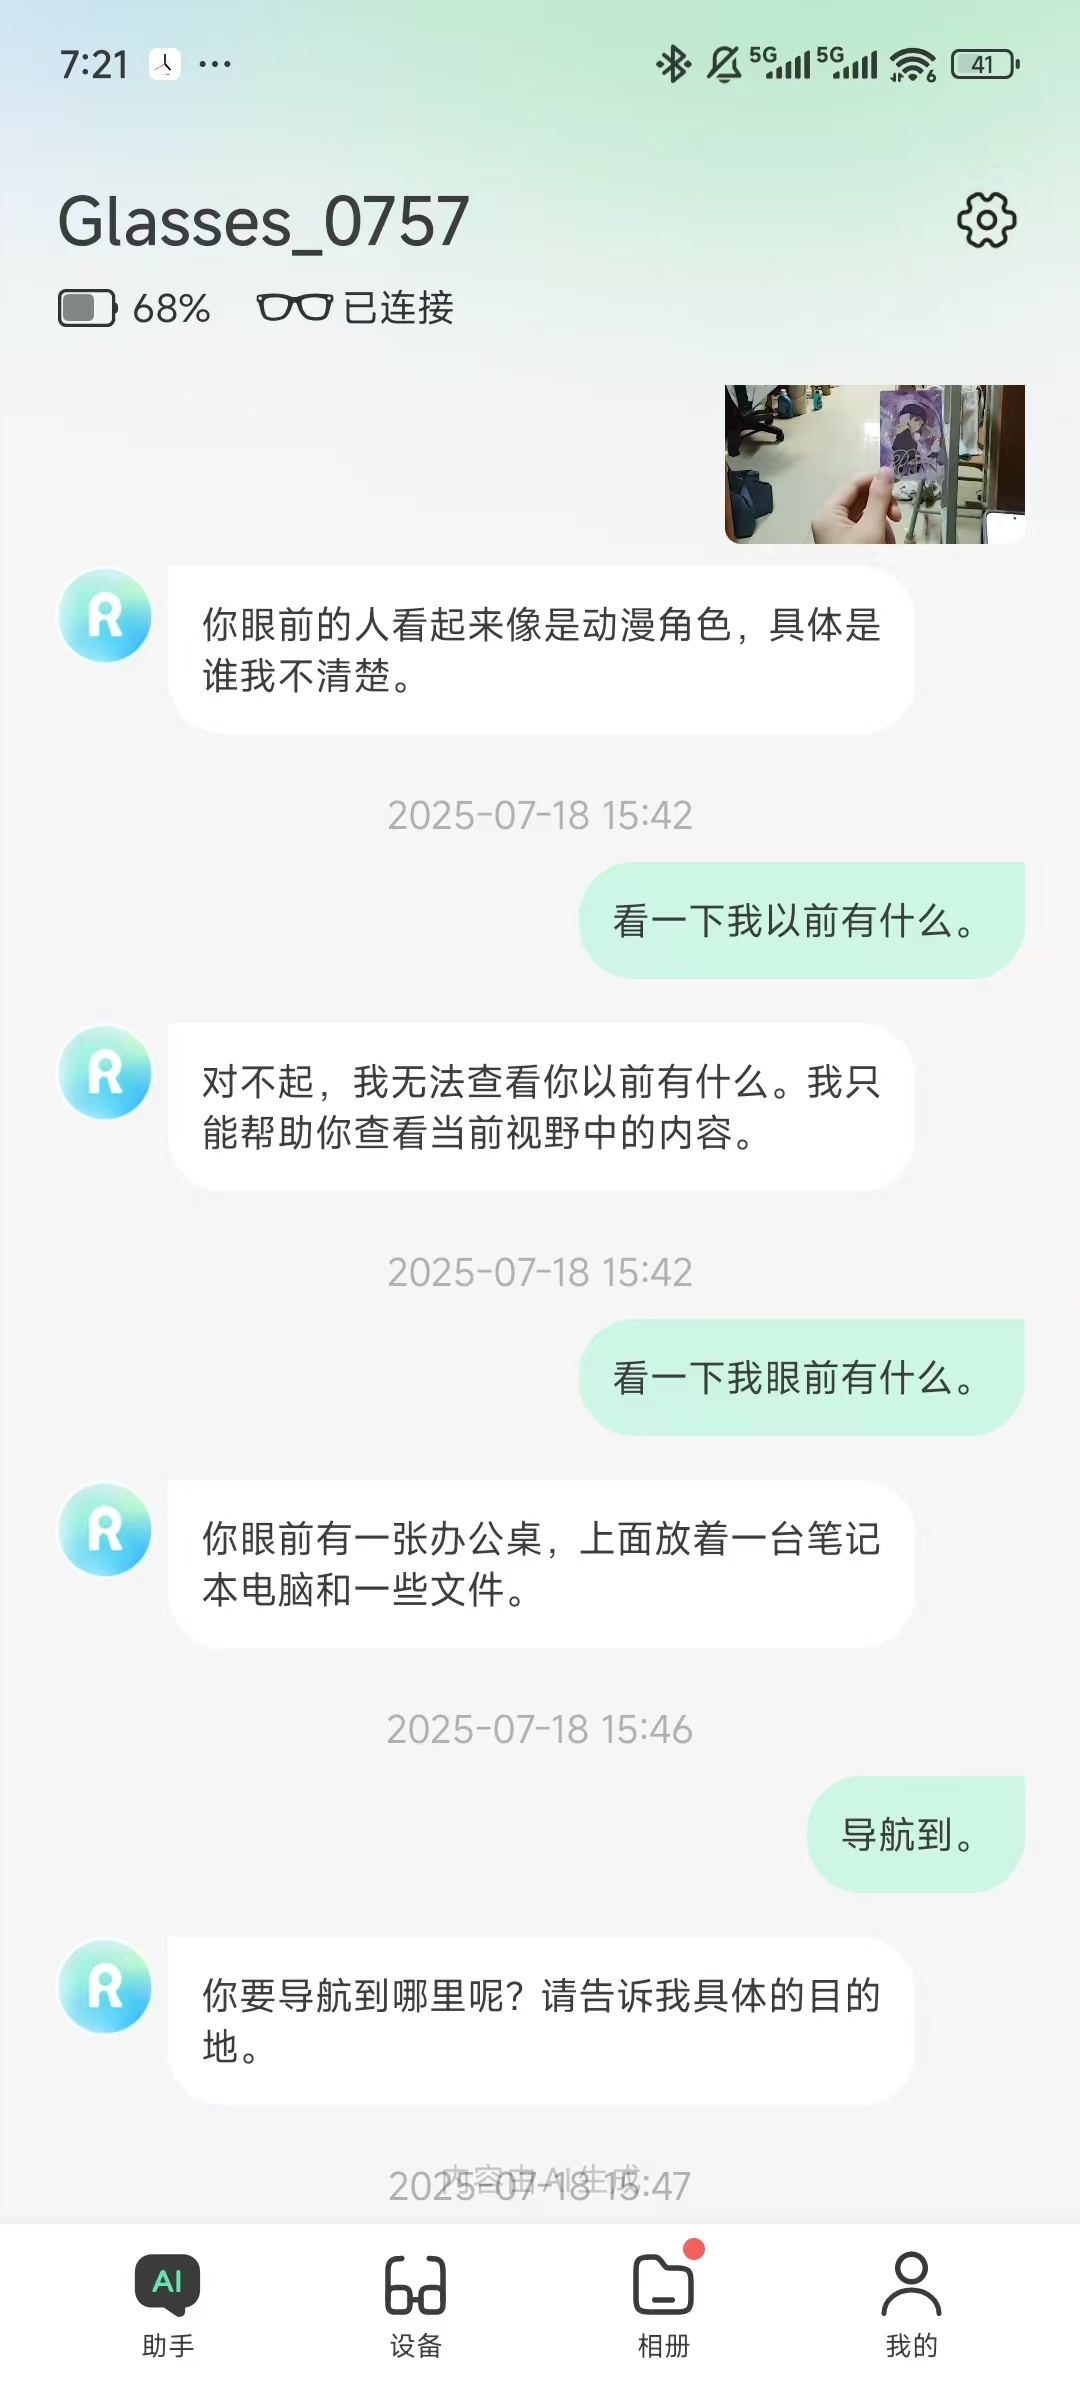 7:21
5G
5G
6
41
Glasses_0757
68%
已连接
R
你眼前的人看起来像是动漫角色，具体是
谁我不清楚。
2025-07-18 15:42
看一下我以前有什么。
R
对不起，我无法查看你以前有什么。我只
能帮助你查看当前视野中的内容。
2025-07-18 15:42
看一下我眼前有什么。
R
你眼前有一张办公桌，上面放着一台笔记
本电脑和一些文件。
2025-07-18 15:46
导航到。
R
你要导航到哪里呢？请告诉我具体的目的
地。
内容由AI生成
2025-07-18 15:47
AI
助手
设备
相册
我的